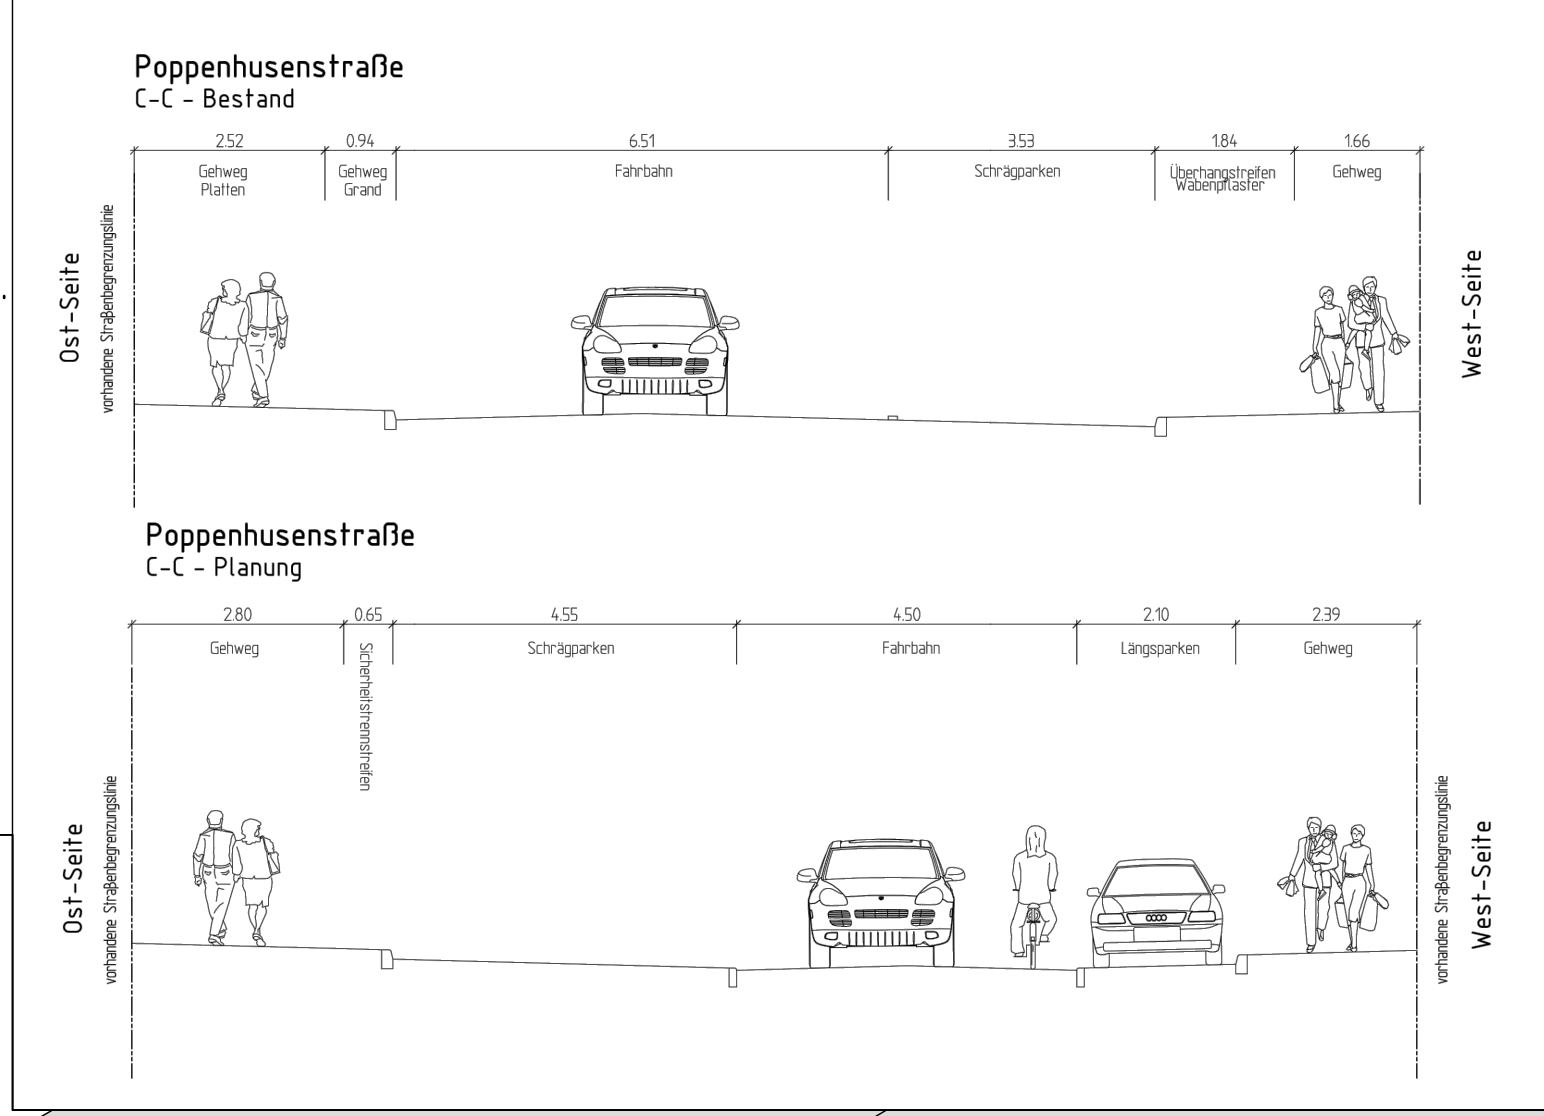 Poppenhusenstraße
C-C - Bestand
2.52 0.94 6.51 3.53 1.84 1.66
Gehweg
Platten
Gehweg
Grand
Fahrbahn
Schrägparken
Überhangstreifen
Wabenpflaster
Gehweg
Ost-Seite
vorhandene Straßenbegrenzungslinie
West-Seite
Poppenhusenstraße
C-C - Planung
2.80 0.65 4.55 4.50 2.10 2.39
Gehweg
Sicherheitstrennstreifen
Schrägparken
Fahrbahn
Längsparken
Gehweg
Ost-Seite
vorhandene Straßenbegrenzungslinie
vorhandene Straßenbegrenzungslinie
West-Seite